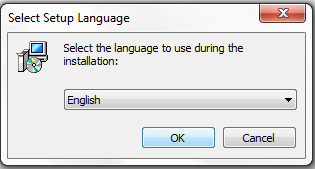 Select Setup Language
Select the language to use during the
installation:
English
OK
Cancel